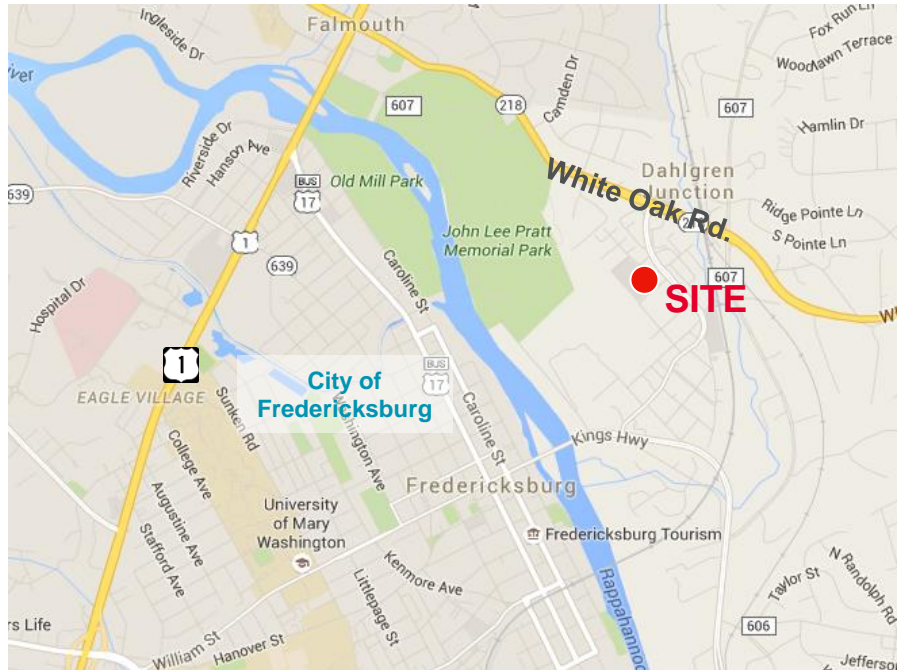 Ingleside Dr
Falmouth
Fox Run Ln
Woodlawn Terrace
River
607
218
Camden Dr
607
Hamlin Dr
Riverside Dr
Hanson Ave
Old Mill Park
BUS
17
White Oak Rd.
Dahlgren
Junction
Ridge Pointe Ln
S Pointe Ln
639
1
639
John Lee Pratt
Memorial Park
607
SITE
Hospital Dr
Caroline St
1
City of
Fredericksburg
BUS
17
EAGLE VILLAGE
Sunken Rd
Washington Ave
Caroline St
Kings Hwy
College Ave
Augustine Ave
Stafford Ave
University
of Mary
Washington
Fredericksburg
Fredericksburg Tourism
Kenmore Ave
Littlepage St
Rappahannoc
Taylor St
N Randolph Rd
606
rs Life
William St
Hanover St
Jefferso